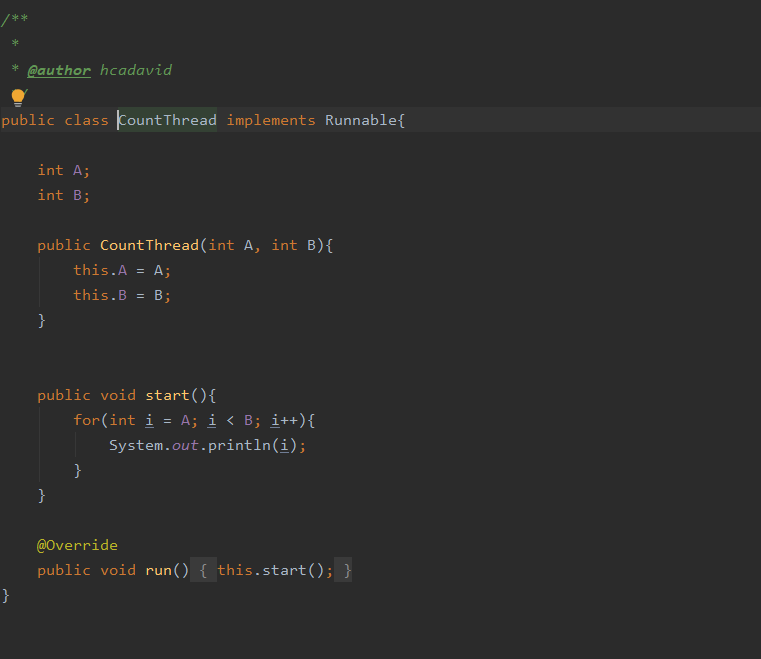 /**
 *
 * @author hcadavid
 /
public class CountThread implements Runnable{
    int A;
    int B;
    public CountThread(int A, int B){
        this.A = A;
        this.B = B;
    }
    public void start(){
        for(int i = A; i < B; i++){
            System.out.println(i);
        }
    }
    @Override
    public void run() { this.start(); }
}